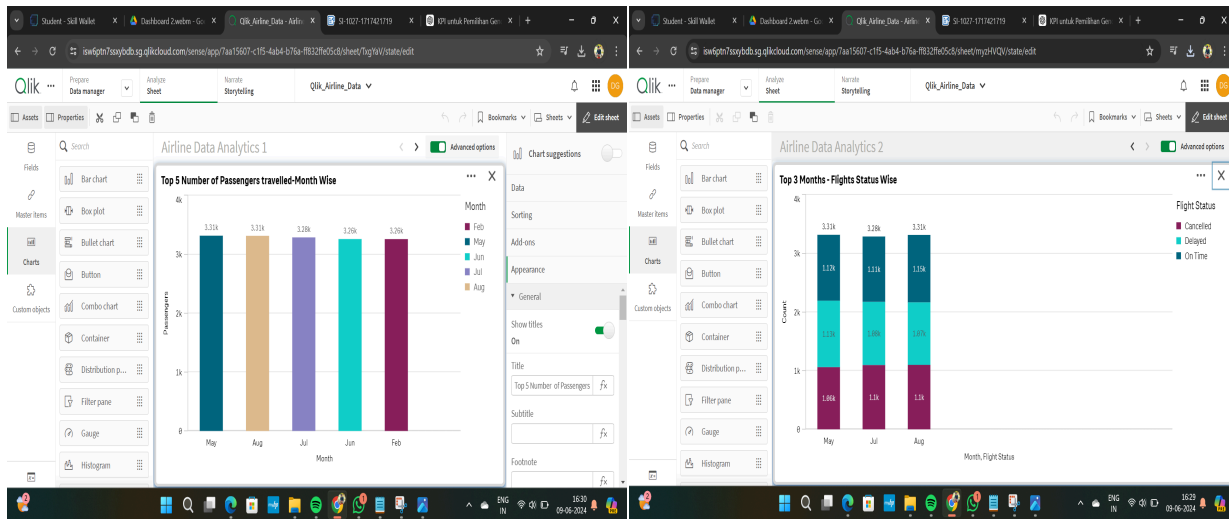 Student - Skill Wallet
Dashboard 2.webm - Go
Qlik_Airline_Data - Airlin
SI-1027-1717421719
KPI untuk Pemilihan Gen
isw6ptn7ssxybdb.sg.qlikcloud.com/sense/app/7aa15607-c1f5-4ab4-b76a-ff832ffe05c8/sheet/TxgYaV/state/edit
Qlik
Prepare
Data manager
Analyze
Sheet
Narrate
Storytelling
Qlik_Airline_Data
DG
Assets
Properties
Bookmarks
Sheets
Edit sheet
Fields
Master items
Charts
Custom objects
Search
Bar chart
Box plot
Bullet chart
Button
Combo chart
Container
Distribution p...
Filter pane
Gauge
Histogram
Airline Data Analytics 1
Advanced options
Top 5 Number of Passengers travelled-Month Wise
Passengers
4k
3k
2k
1k
0
3.31k
3.31k
3.28k
3.26k
3.26k
May
Aug
Jul
Jun
Feb
Month
Month
Feb
May
Jun
Jul
Aug
Chart suggestions
Data
Sorting
Add-ons
Appearance
General
Show titles
On
Title
Top 5 Number of Passengers
fx
Subtitle
fx
Footnote
fx
2
ENG
IN
16:30
09-06-2024
Student - Skill Wallet
Dashboard 2.webm - Go
Qlik_Airline_Data - Airlin
SI-1027-1717421719
KPI untuk Pemilihan Gen
isw6ptn7ssxybdb.sg.qlikcloud.com/sense/app/7aa15607-c1f5-4ab4-b76a-ff832ffe05c8/sheet/myzHVQV/state/edit
Qlik
Prepare
Data manager
Analyze
Sheet
Narrate
Storytelling
Qlik_Airline_Data
DG
Assets
Properties
Bookmarks
Sheets
Edit sheet
Fields
Master items
Charts
Custom objects
Search
Bar chart
Box plot
Bullet chart
Button
Combo chart
Container
Distribution p...
Filter pane
Gauge
Histogram
Airline Data Analytics 2
Advanced options
Top 3 Months - Flights Status Wise
Count
4k
3k
2k
1k
0
3.31k
3.28k
3.31k
1.12k
1.11k
1.15k
1.13k
1.08k
1.07k
1.06k
1.1k
1.1k
May
Jul
Aug
Month, Flight Status
Flight Status
Cancelled
Delayed
On Time
2
ENG
IN
16:29
09-06-2024